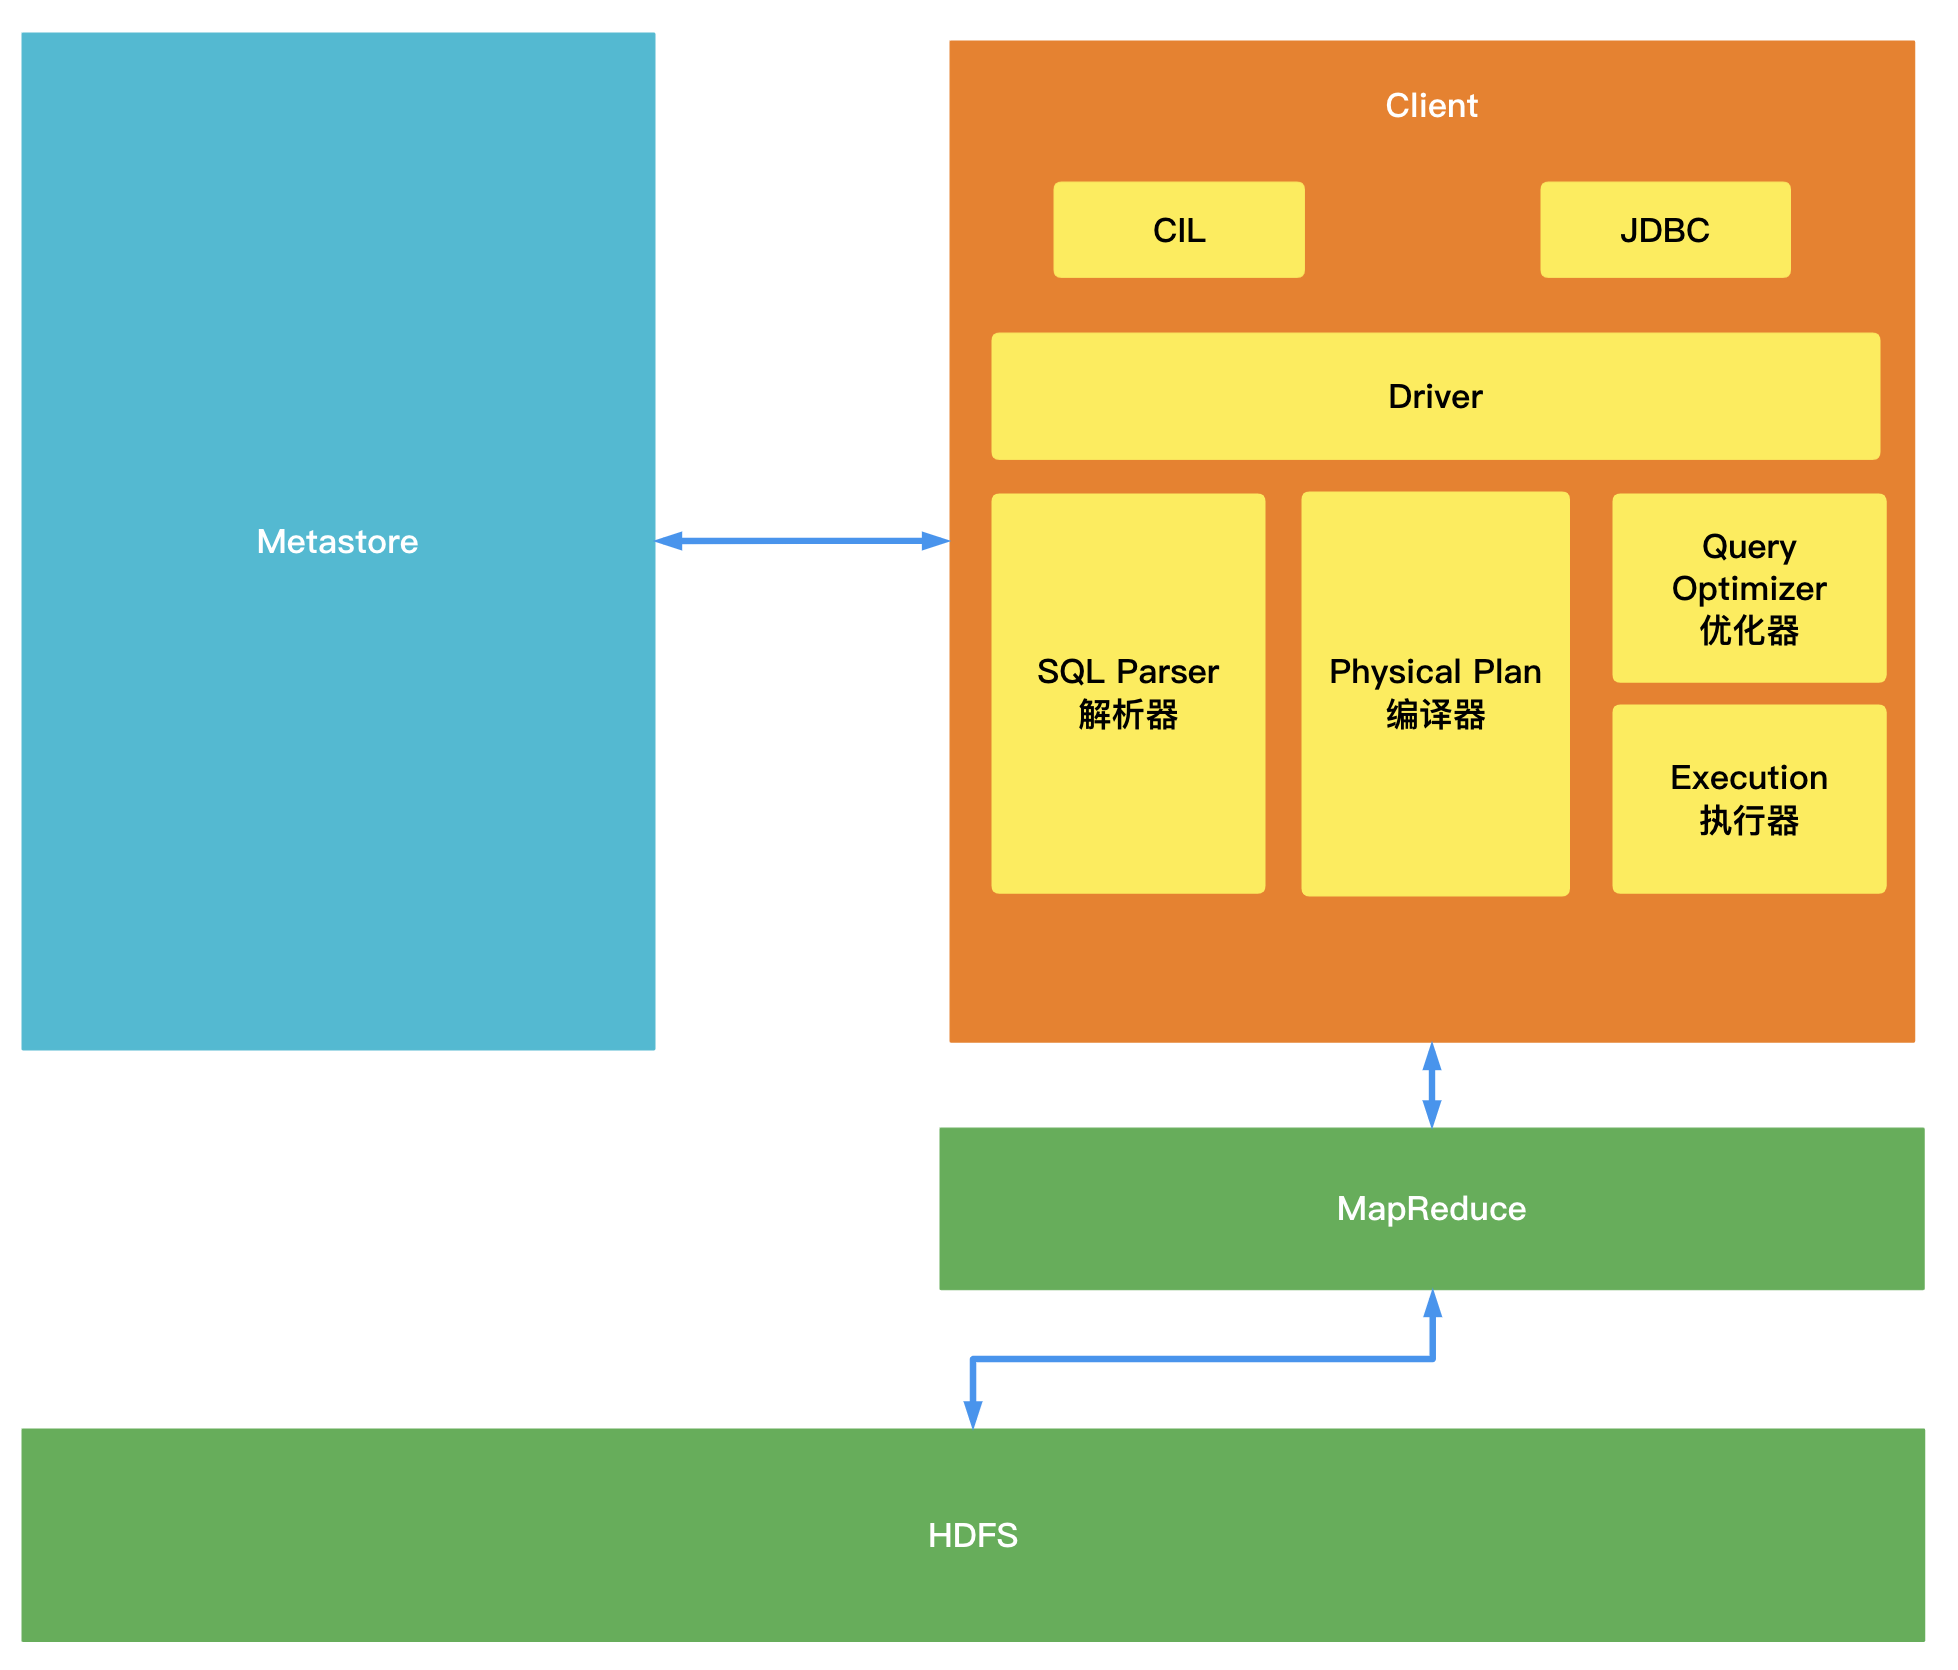 Client
CIL
JDBC
Driver
Metastore
SQL Parser
解析器
Physical Plan
编译器
Query
Optimizer
优化器
Execution
执行器
MapReduce
HDFS